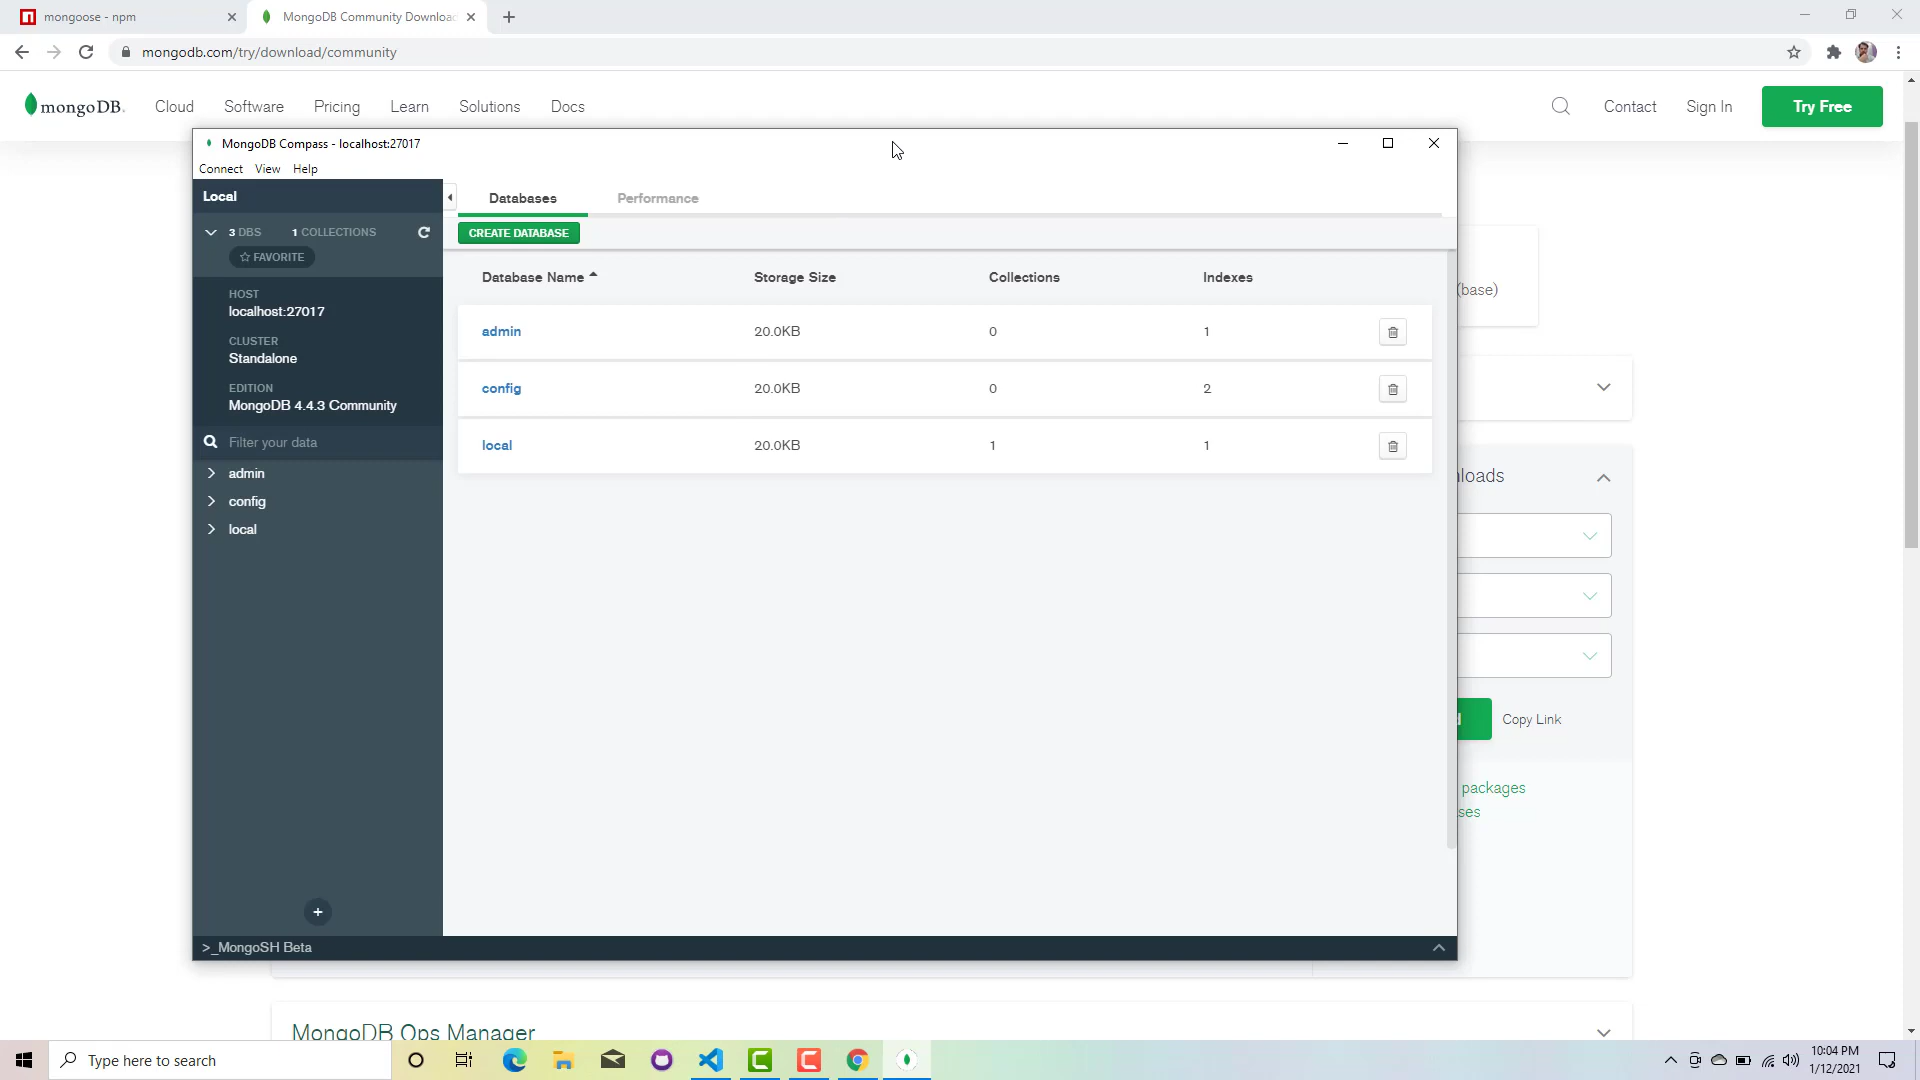 mongoose - npm
MongoDB Community Download
mongodb.com/try/download/community
mongoDB.
Cloud
Software
Pricing
Learn
Solutions
Docs
Contact
Sign In
Try Free
MongoDB Compass - localhost:27017
Connect
View
Help
Local
3 DBS
1 COLLECTIONS
FAVORITE
HOST
localhost:27017
CLUSTER
Standalone
EDITION
MongoDB 4.4.3 Community
Filter your data
admin
config
local
>_MongoSH Beta
Databases
Performance
CREATE DATABASE
Database Name
Storage Size
Collections
Indexes
admin
20.0KB
0
1
config
20.0KB
0
2
local
20.0KB
1
1
(base)
loads
Copy Link
packages
ses
MongoDB Ops Manager
Type here to search
10:04 PM
1/12/2021